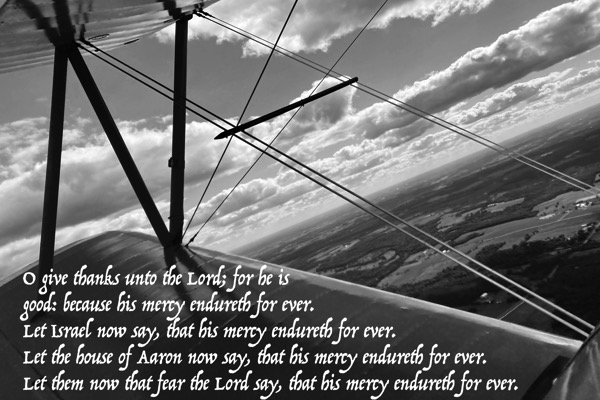 O give thanks unto the Lord; for he is
good: because his mercy endureth for ever.
Let Israel now say, that his mercy endureth for ever.
Let the house of Aaron now say, that his mercy endureth for ever.
Let them now that fear the Lord say, that his mercy endureth for ever.